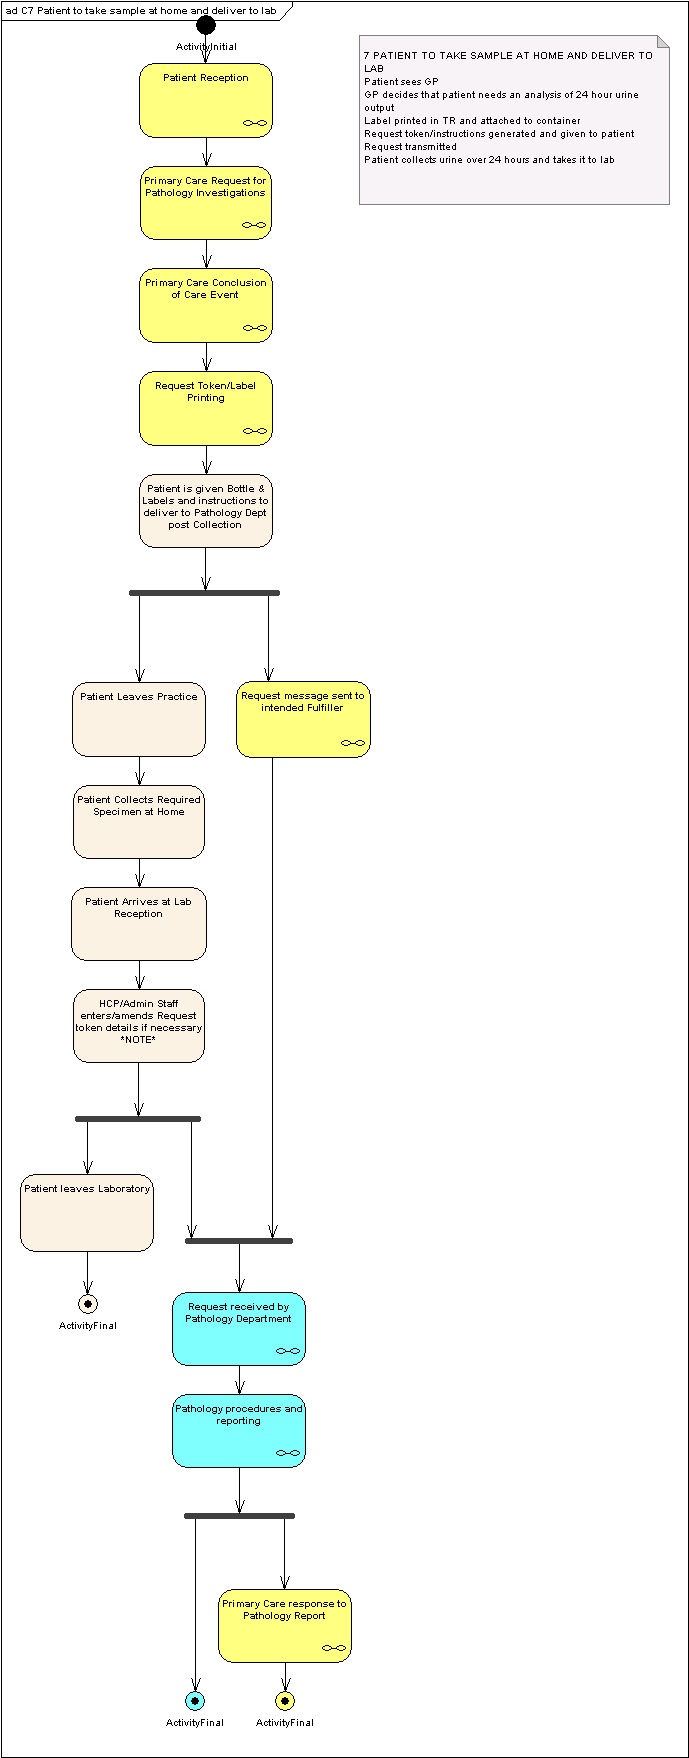 ad C7 Patient to take sample at home and deliver to lab
ActivityInitial
7 PATIENT TO TAKE SAMPLE AT HOME AND DELIVER TO
LAB
Patient sees GP
GP decides that patient needs an analysis of 24 hour urine
output
Label printed in TR and attached to container
Request token/instructions generated and given to patient
Request transmitted
Patient collects urine over 24 hours and takes it to lab
Patient Reception
Primary Care Request for
Pathology Investigations
Primary Care Conclusion
of Care Event
Request Token/Label
Printing
Patient is given Bottle &
Labels and instructions to
deliver to Pathology Dept
post Collection
Patient Leaves Practice
Request message sent to
intended Fulfiller
Patient Collects Required
Specimen at Home
Patient Arrives at Lab
Reception
HCP/Admin Staff
enters/amends Request
token details if necessary
*NOTE*
Patient leaves Laboratory
ActivityFinal
Request received by
Pathology Department
Pathology procedures and
reporting
Primary Care response to
Pathology Report
ActivityFinal
ActivityFinal